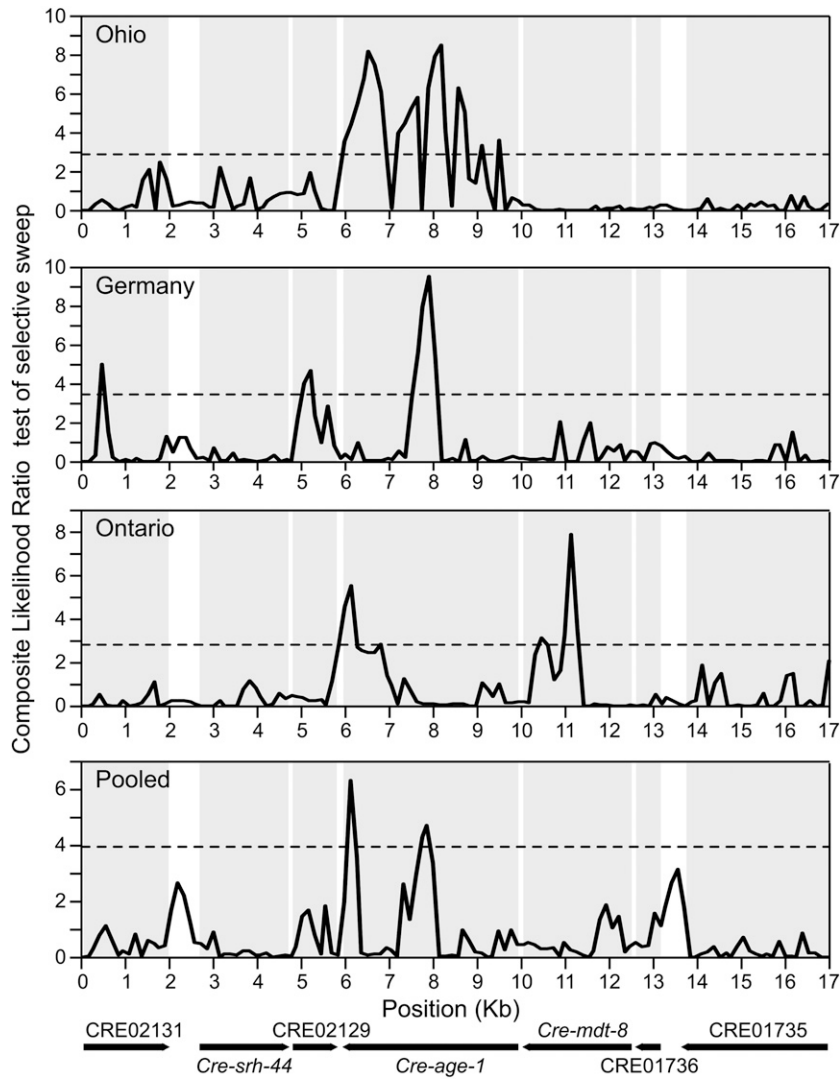 Composite Likelihood Ratio test of selective sweep
Ohio
10
8
6
4
2
0
0 1 2 3 4 5 6 7 8 9 10 11 12 13 14 15 16 17
Germany
10
8
6
4
2
0
0 1 2 3 4 5 6 7 8 9 10 11 12 13 14 15 16 17
Ontario
8
6
4
2
0
0 1 2 3 4 5 6 7 8 9 10 11 12 13 14 15 16 17
Pooled
6
4
2
0
0 1 2 3 4 5 6 7 8 9 10 11 12 13 14 15 16 17
Position (Kb)
CRE02131 CRE02129 Cre-mdt-8 CRE01735
Cre-srh-44 Cre-age-1 CRE01736